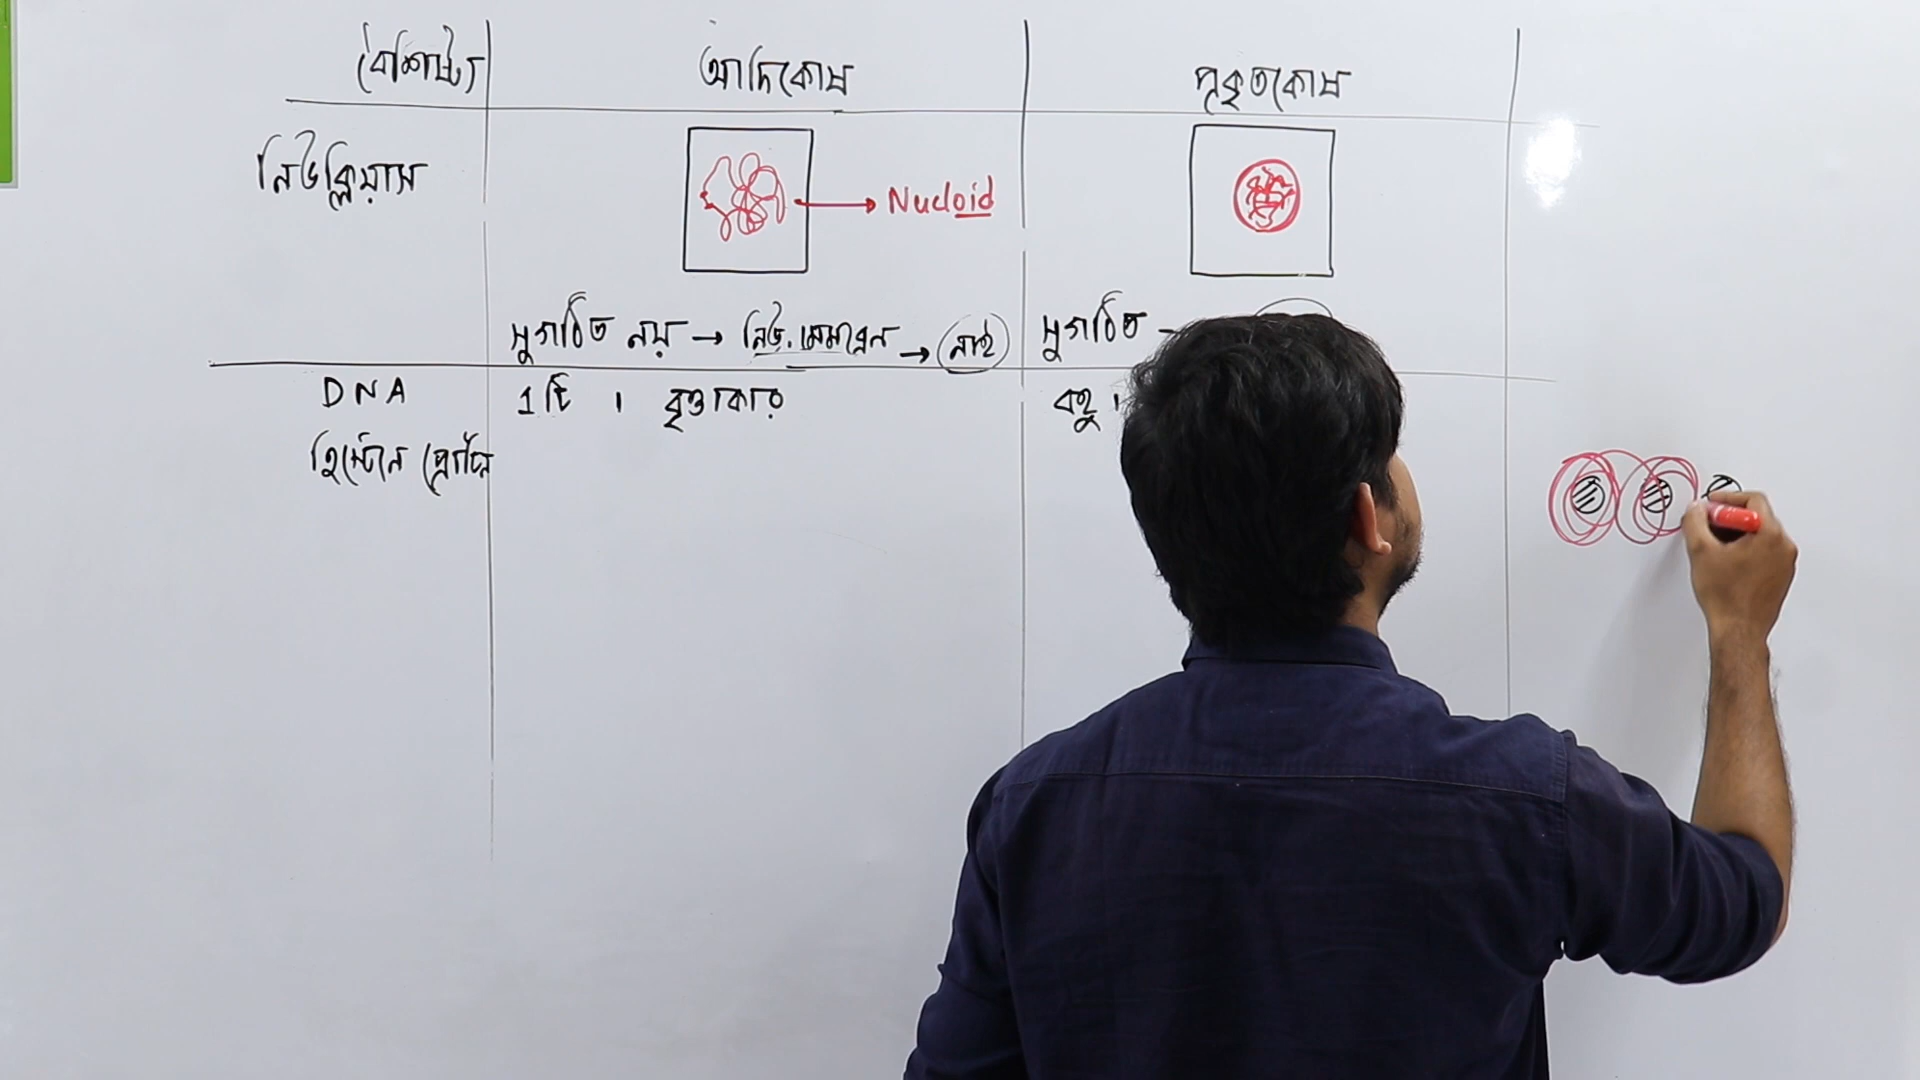 বৈশিষ্ট্য আদিকোষ প্রকৃতকোষ
নিউক্লিয়াস
Nucloid
সুগঠিত নয় → নিউ. মেমব্রেন → নাই সুগঠিত
DNA 1টি । বৃত্তাকার বহু ।
হিস্টোন প্রোটিন